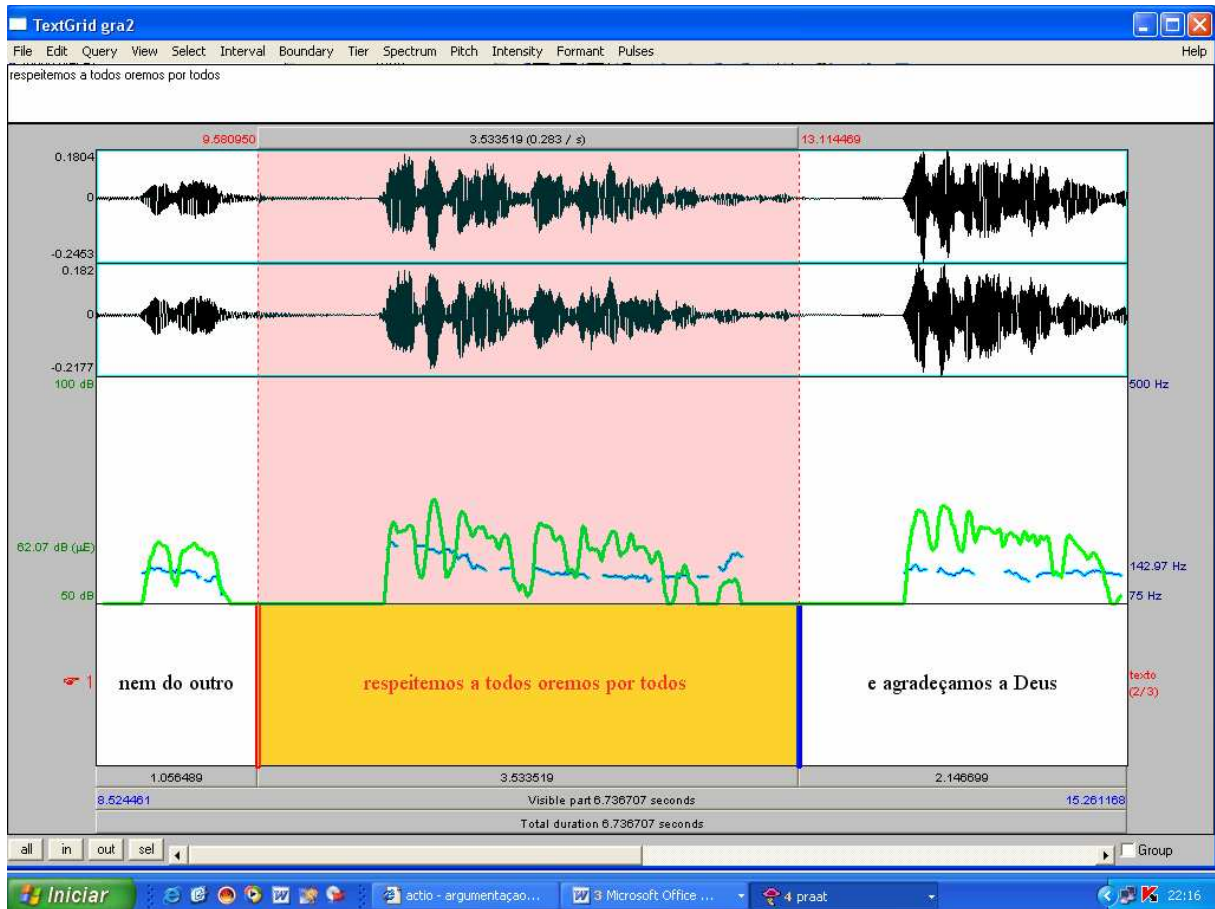 TextGrid gra2
File Edit Query View Select Interval Boundary Tier Spectrum Pitch Intensity Formant Pulses Help
respeitemos a todos oremos por todos
9.580950 3.533519 (0.283 / s) 13.114469
0.1804
0
-0.2453
0.182
0
-0.2177
100 dB 500 Hz
62.07 dB (µE) 142.97 Hz
50 dB 75 Hz
1 nem do outro respeitemos a todos oremos por todos e agradeçamos a Deus texto
(2/3)
1.056489 3.533519 2.146699
8.524461 Visible part 6.736707 seconds 15.261168
Total duration 6.736707 seconds
all in out sel Group
Iniciar actio - argumentaçao... 3 Microsoft Office ... 4 praat 22:16